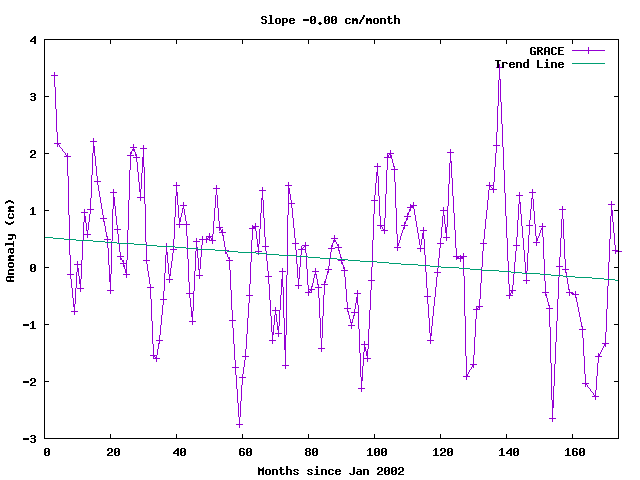 Slope -0.00 cm/month
GRACE
Trend Line
Anomaly (cm)
4
3
2
1
0
-1
-2
-3
0 20 40 60 80 100 120 140 160
Months since Jan 2002